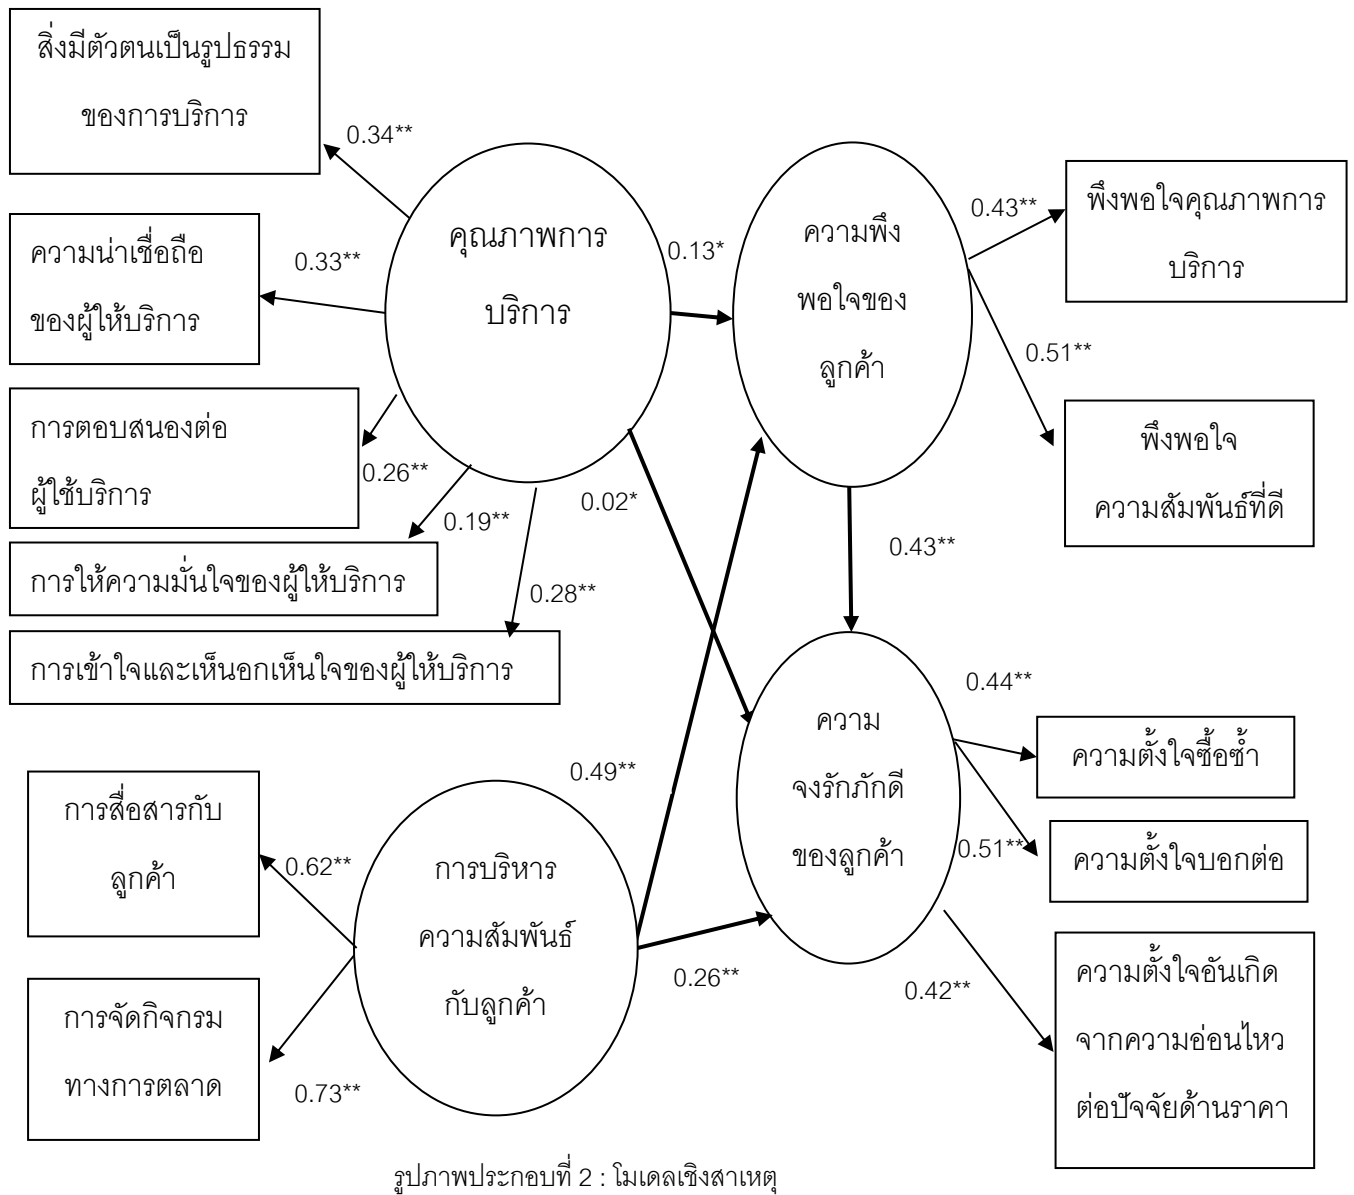 สิ่งมีตัวตนเป็นรูปธรรม
ของการบริการ
0.34**
ความน่าเชื่อถือ
ของผู้ให้บริการ
0.33**
การตอบสนองต่อ
ผู้ใช้บริการ
0.26**
0.19**
การให้ความมั่นใจของผู้ให้บริการ
0.28**
การเข้าใจและเห็นอกเห็นใจของผู้ให้บริการ
คุณภาพการ
บริการ
0.13*
0.02*
ความพึง
พอใจของ
ลูกค้า
0.43**
พึงพอใจคุณภาพการ
บริการ
0.51**
พึงพอใจ
ความสัมพันธ์ที่ดี
0.43**
การสื่อสารกับ
ลูกค้า
0.62**
การจัดกิจกรม
ทางการตลาด
0.73**
การบริหาร
ความสัมพันธ์
กับลูกค้า
0.49**
0.26**
ความ
จงรักภักดี
ของลูกค้า
0.44**
ความตั้งใจซื้อซ้ำ
0.51**
ความตั้งใจบอกต่อ
0.42**
ความตั้งใจอันเกิด
จากความอ่อนไหว
ต่อปัจจัยด้านราคา
รูปภาพประกอบที่ 2 : โมเดลเชิงสาเหตุ